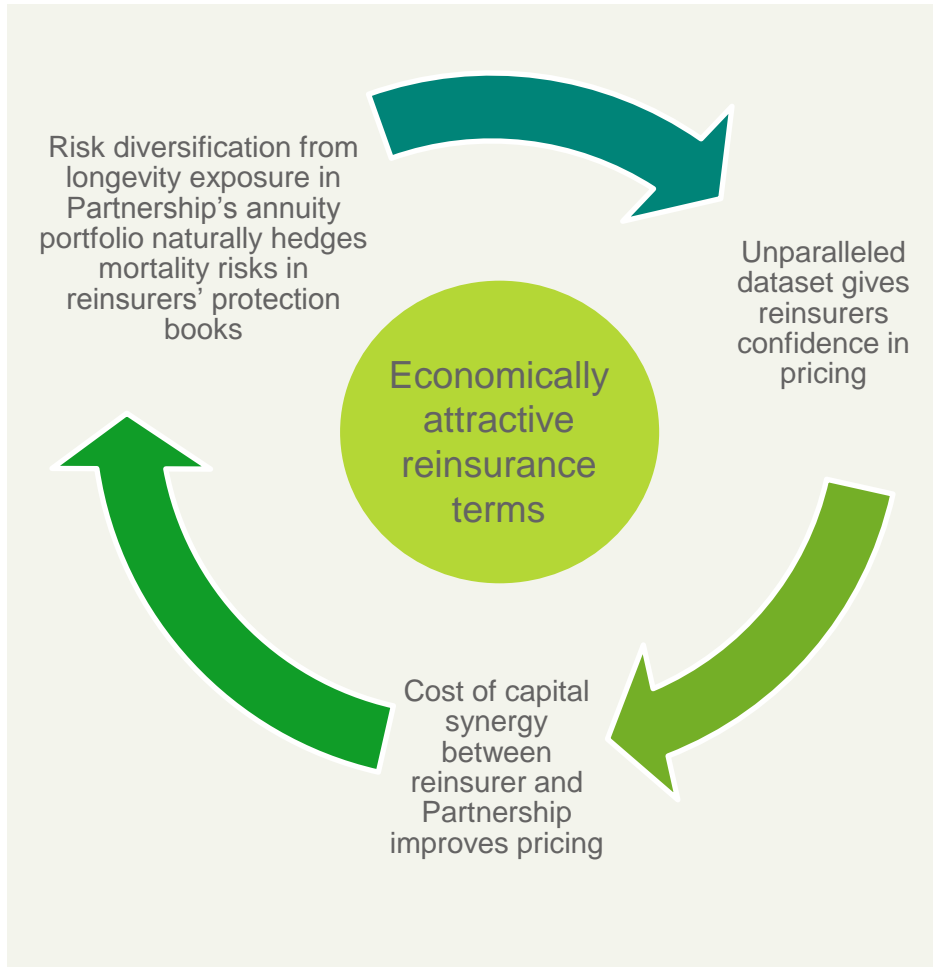 Risk diversification from
longevity exposure in
Partnership’s annuity
portfolio naturally hedges
mortality risks in
reinsurers’ protection
books
Unparalleled
dataset gives
reinsurers
confidence in
pricing
Economically
attractive
reinsurance
terms
Cost of capital
synergy
between
reinsurer and
Partnership
improves pricing